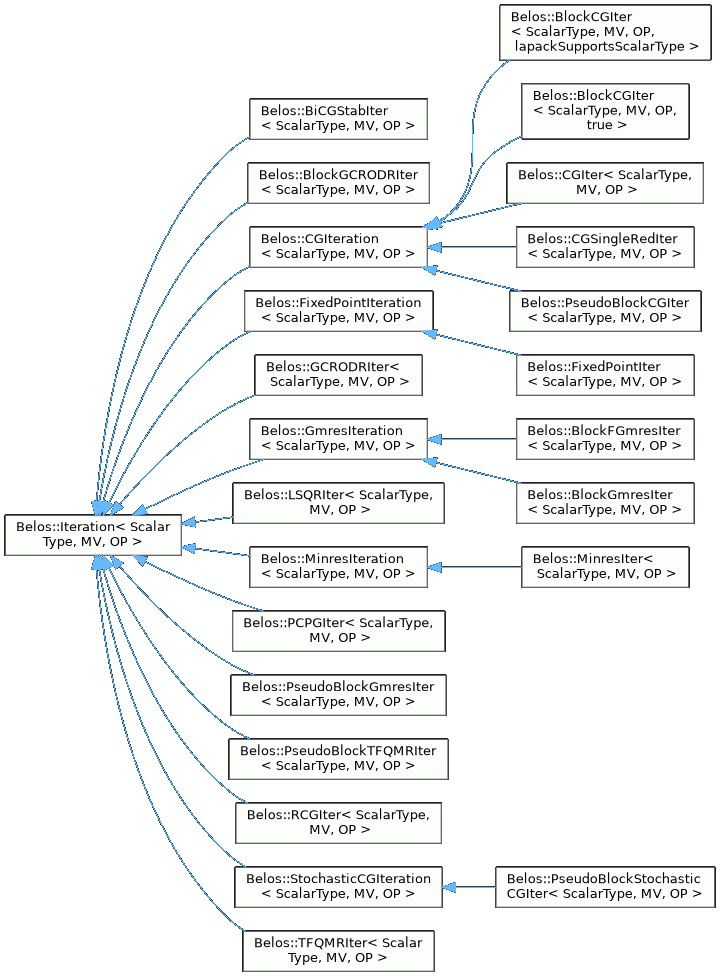 Belos::BlockCGIter
< ScalarType, MV, OP,
lapackSupportsScalarType >
Belos::BiCGStabIter
< ScalarType, MV, OP >
Belos::BlockCGIter
< ScalarType, MV, OP,
true >
Belos::BlockGCRODRIter
< ScalarType, MV, OP >
Belos::CGIter< ScalarType,
MV, OP >
Belos::CGIteration
< ScalarType, MV, OP >
Belos::CGSingleRedIter
< ScalarType, MV, OP >
Belos::FixedPointIteration
< ScalarType, MV, OP >
Belos::PseudoBlockCGIter
< ScalarType, MV, OP >
Belos::GCRODRIter<
ScalarType, MV, OP >
Belos::FixedPointIter
< ScalarType, MV, OP >
Belos::GmresIteration
< ScalarType, MV, OP >
Belos::BlockFGmresIter
< ScalarType, MV, OP >
Belos::LSQRIter< ScalarType,
MV, OP >
Belos::BlockGmresIter
< ScalarType, MV, OP >
Belos::Iteration< Scalar
Type, MV, OP >
Belos::MinresIteration
< ScalarType, MV, OP >
Belos::MinresIter<
ScalarType, MV, OP >
Belos::PCPGIter< ScalarType,
MV, OP >
Belos::PseudoBlockGmresIter
< ScalarType, MV, OP >
Belos::PseudoBlockTFQMRIter
< ScalarType, MV, OP >
Belos::RCGIter< ScalarType,
MV, OP >
Belos::StochasticCGIteration
< ScalarType, MV, OP >
Belos::PseudoBlockStochastic
CGIter< ScalarType, MV, OP >
Belos::TFQMRIter< Scalar
Type, MV, OP >